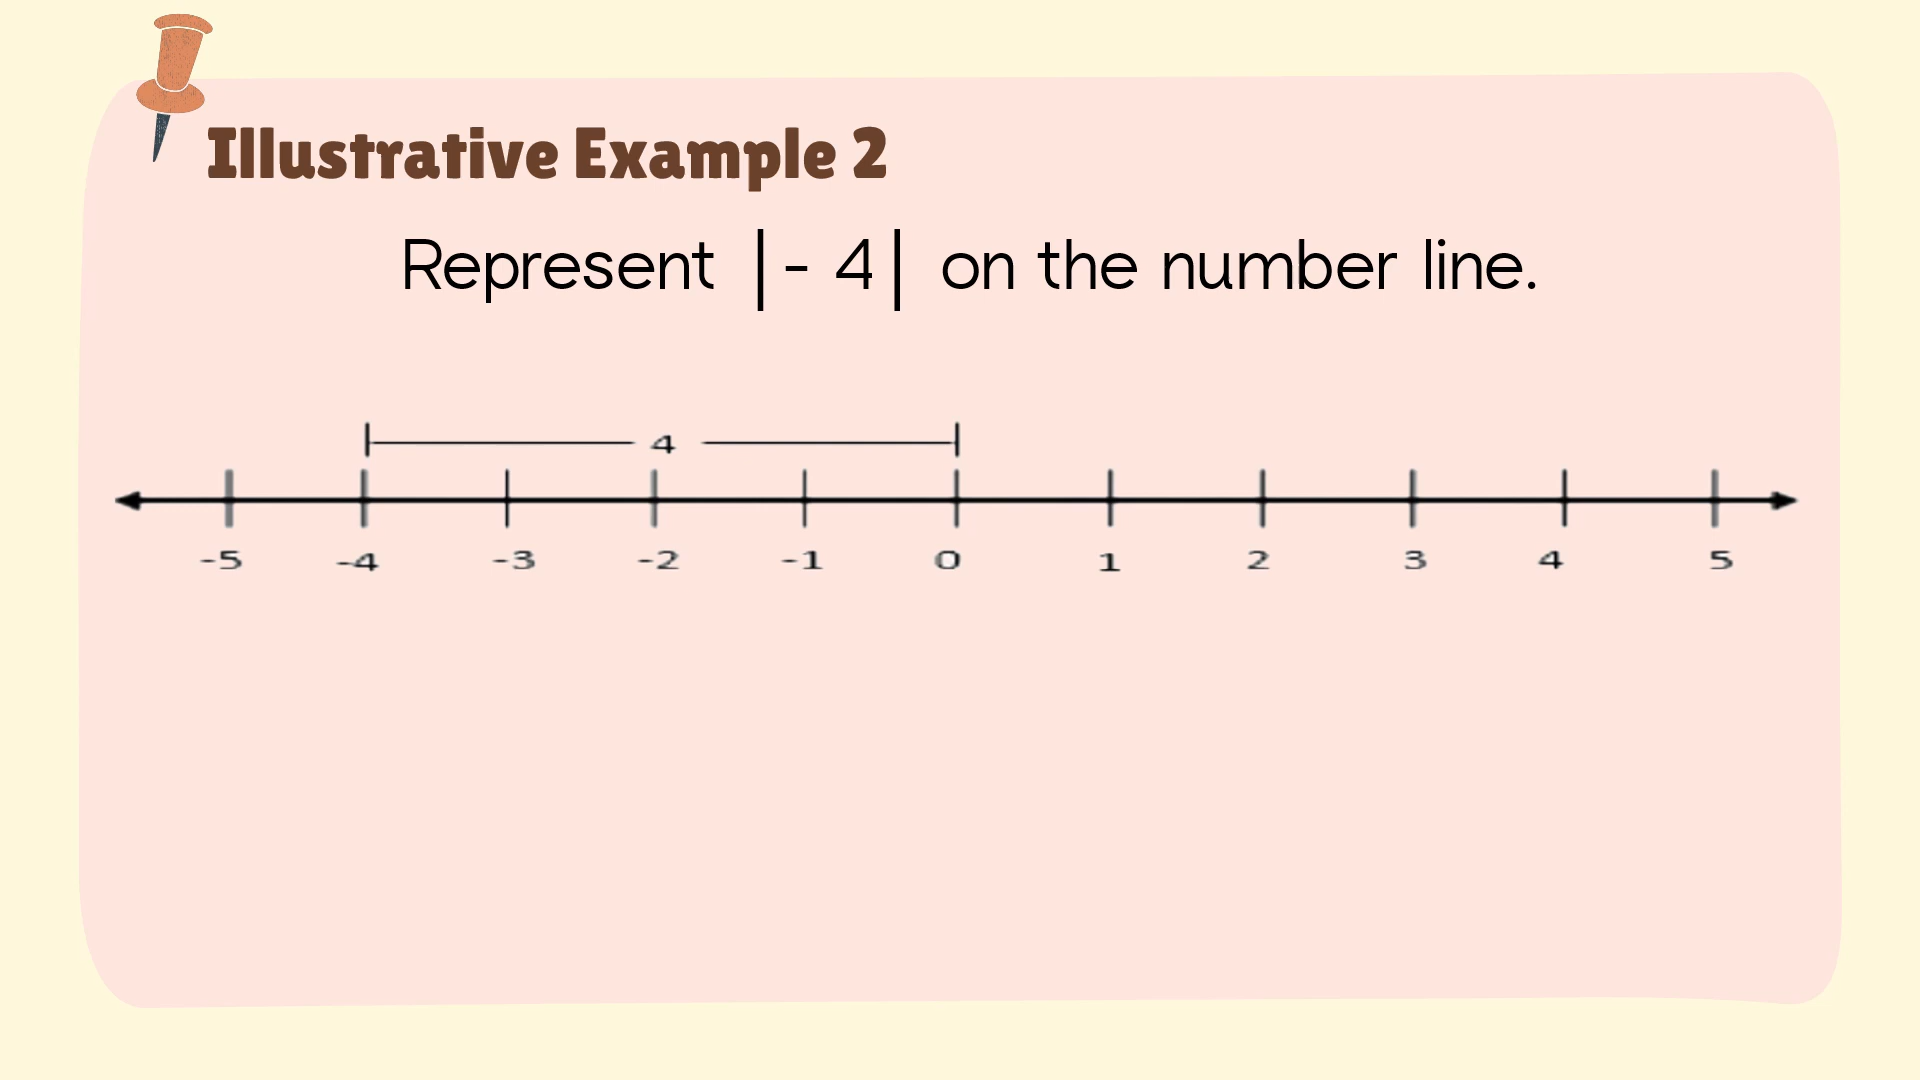 Illustrative Example 2
Represent |- 4| on the number line.
4
-5 -4 -3 -2 -1 0 1 2 3 4 5